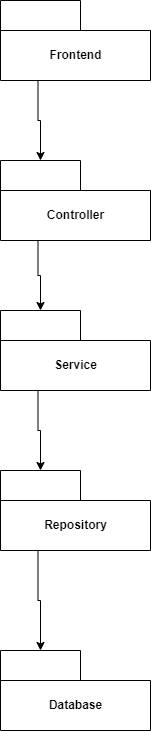 Frontend
Controller
Service
Repository
Database